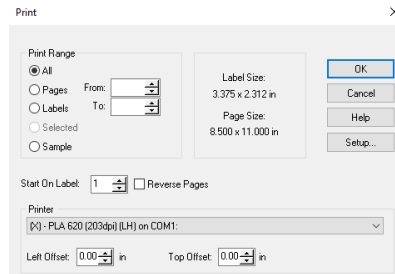 Print
Print Range
All
Pages From:
Labels To:
Selected
Sample
Label Size:
3.375 x 2.312 in
Page Size:
8.500 x 11.000 in
OK
Cancel
Help
Setup...
Start On Label: 1 Reverse Pages
Printer
(X) - PLA 620 (203dpi) (LH) on COM1:
Left Offset: 0.00 in Top Offset: 0.00 in